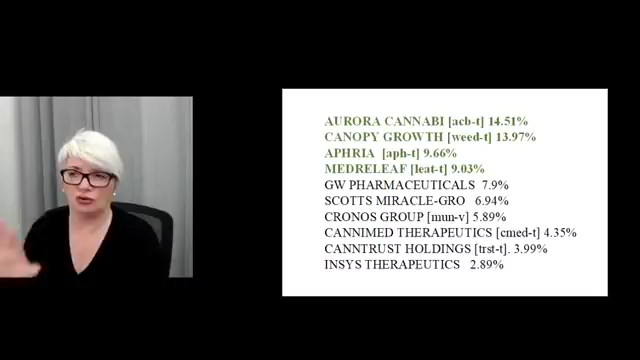 AURORA CANNABI [acb-t] 14.51%
CANOPY GROWTH [weed-t] 13.97%
APHRIA [aph-t] 9.66%
MEDRELEAF [leat-t] 9.03%
GW PHARMACEUTICALS 7.9%
SCOTTS MIRACLE-GRO 6.94%
CRONOS GROUP [mun-v] 5.89%
CANNIMED THERAPEUTICS [cmed-t] 4.35%
CANNTRUST HOLDINGS [trst-t]. 3.99%
INSYS THERAPEUTICS 2.89%